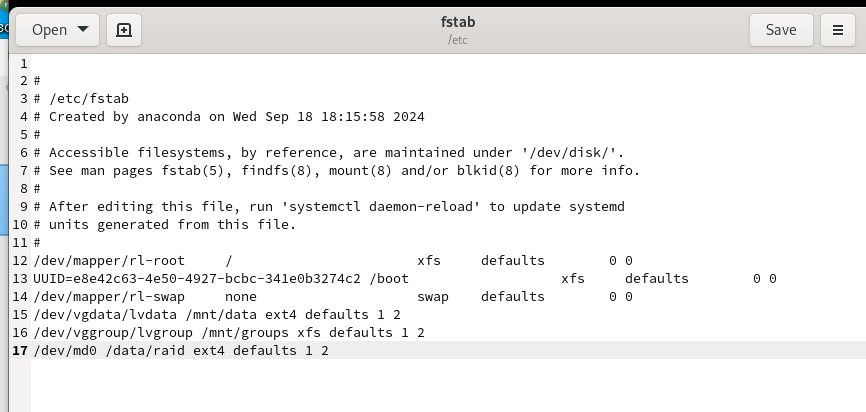 Open
fstab
/etc
Save
1
2 #
3 # /etc/fstab
4 # Created by anaconda on Wed Sep 18 18:15:58 2024
5 #
6 # Accessible filesystems, by reference, are maintained under '/dev/disk/'.
7 # See man pages fstab(5), findfs(8), mount(8) and/or blkid(8) for more info.
8 #
9 # After editing this file, run 'systemctl daemon-reload' to update systemd
10 # units generated from this file.
11 #
12 /dev/mapper/rl-root     /                       xfs     defaults        0 0
13 UUID=e8e42c63-4e50-4927-bcbc-341e0b3274c2 /boot                   xfs     defaults        0 0
14 /dev/mapper/rl-swap     none                    swap    defaults        0 0
15 /dev/vgdata/lvdata /mnt/data ext4 defaults 1 2
16 /dev/vggroup/lvgroup /mnt/groups xfs defaults 1 2
17 /dev/md0 /data/raid ext4 defaults 1 2